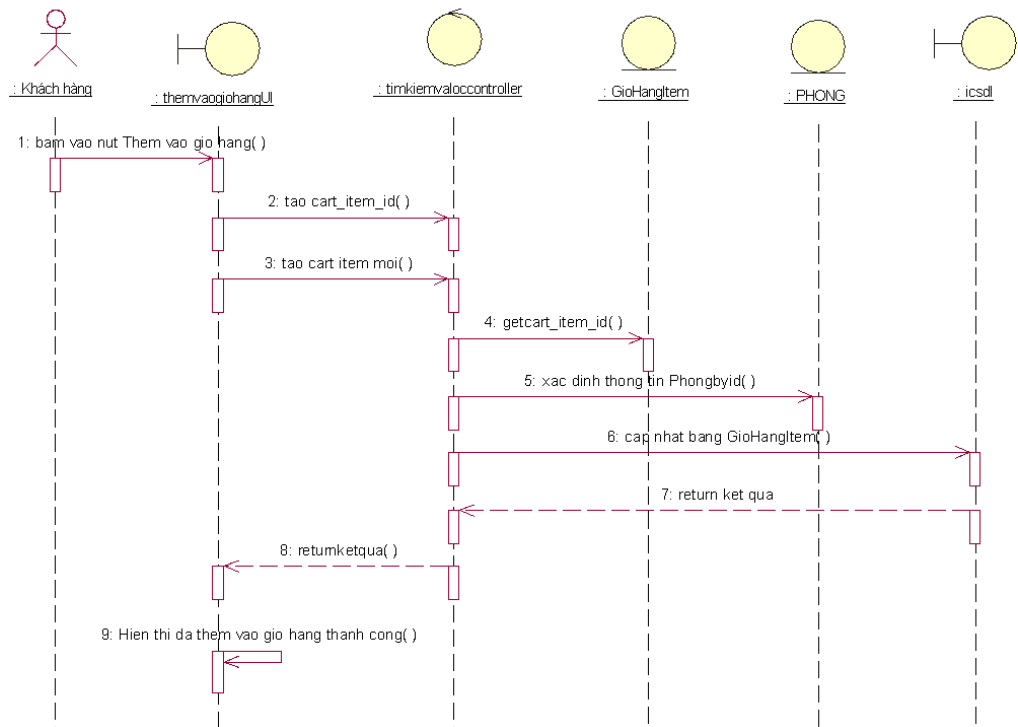 : Khách hàng
: themvaogiohangUI
: timkiemvaloccontroller
: GioHangItem
: PHONG
: icsdl
1: bam vao nut Them vao gio hang( )
2: tao cart_item_id( )
3: tao cart item moi( )
4: getcart_item_id( )
5: xac dinh thong tin Phongbyid( )
6: cap nhat bang GioHangItem( )
7: return ket qua
8: returnketqua( )
9: Hien thi da them vao gio hang thanh cong( )